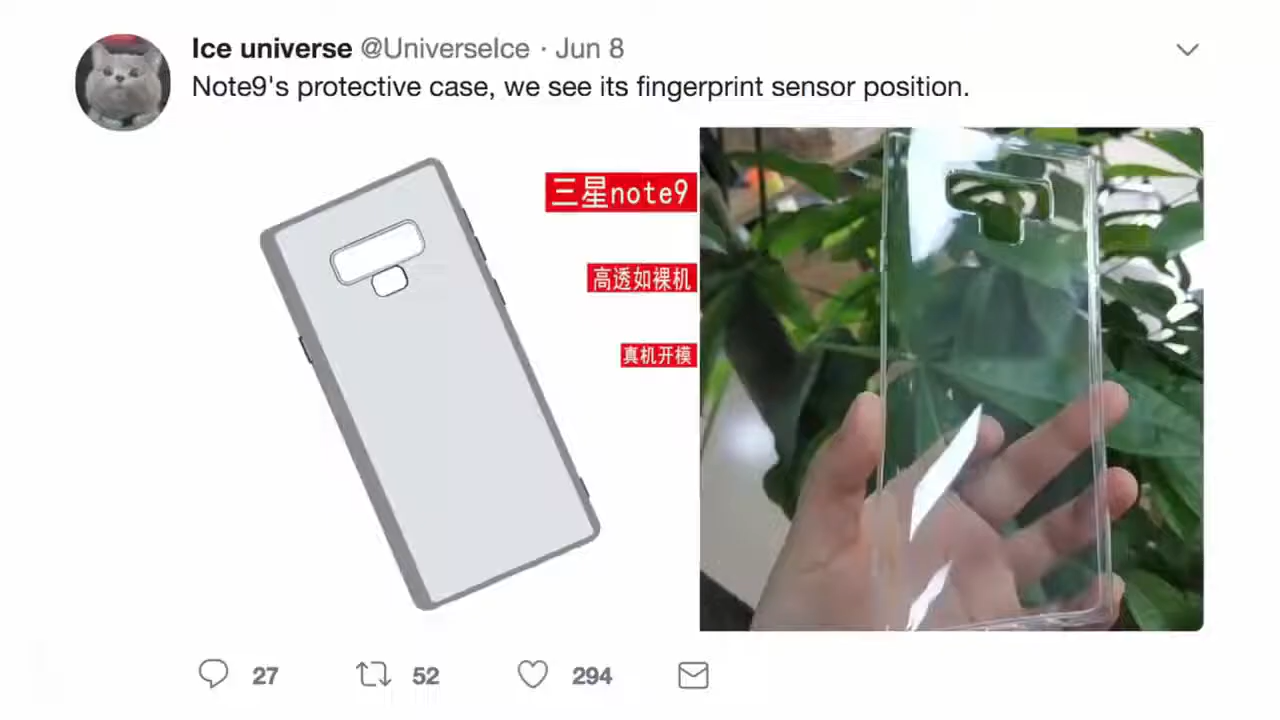 Ice universe @UniverseIce · Jun 8
Note9's protective case, we see its fingerprint sensor position.
三星note9
高透如裸机
真机开模
27 52 294